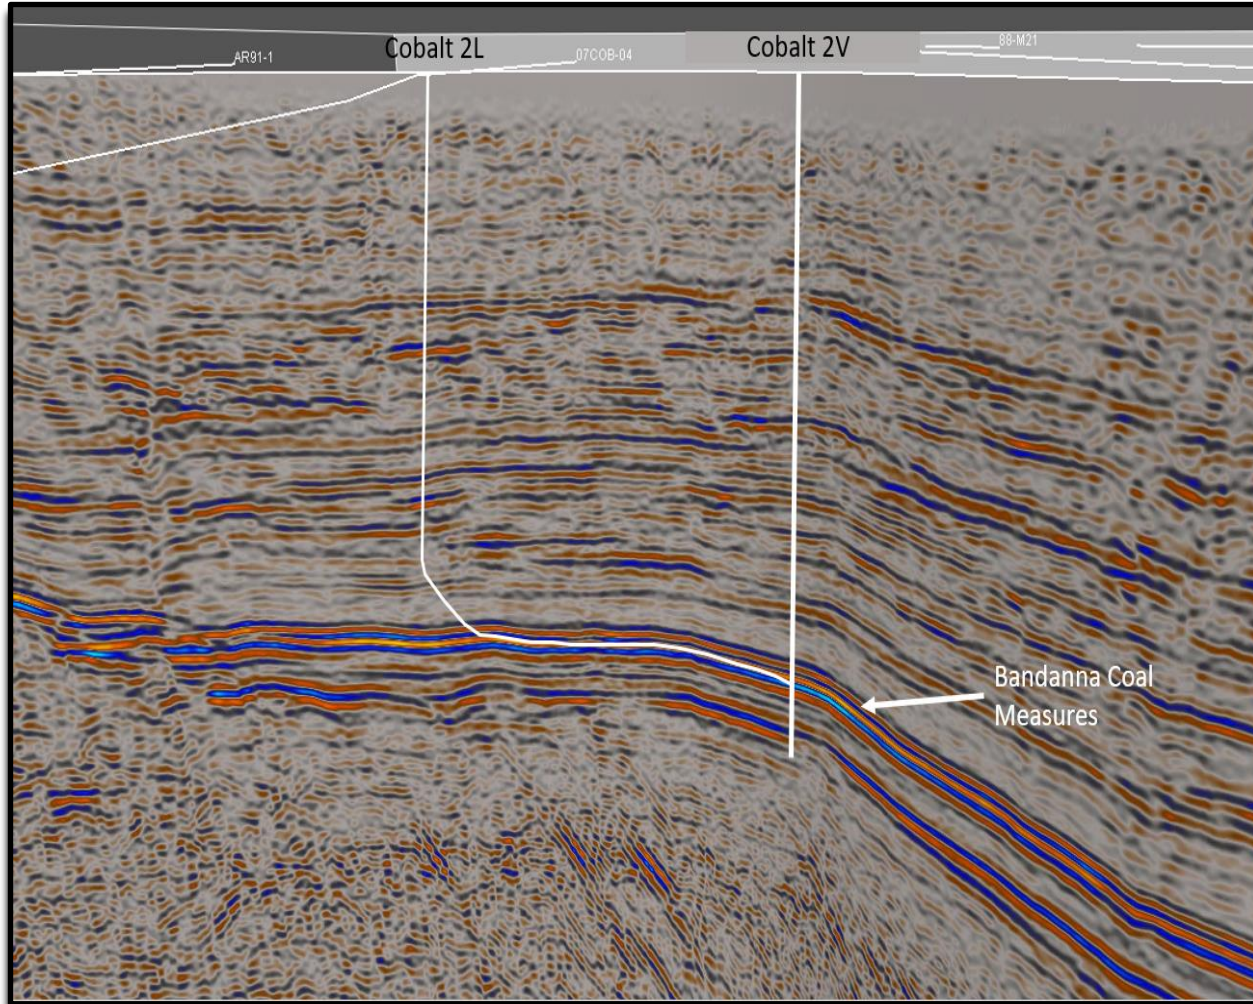 AR91-1
Cobalt 2L
07COB-04
Cobalt 2V
88-M21
Bandanna Coal
Measures